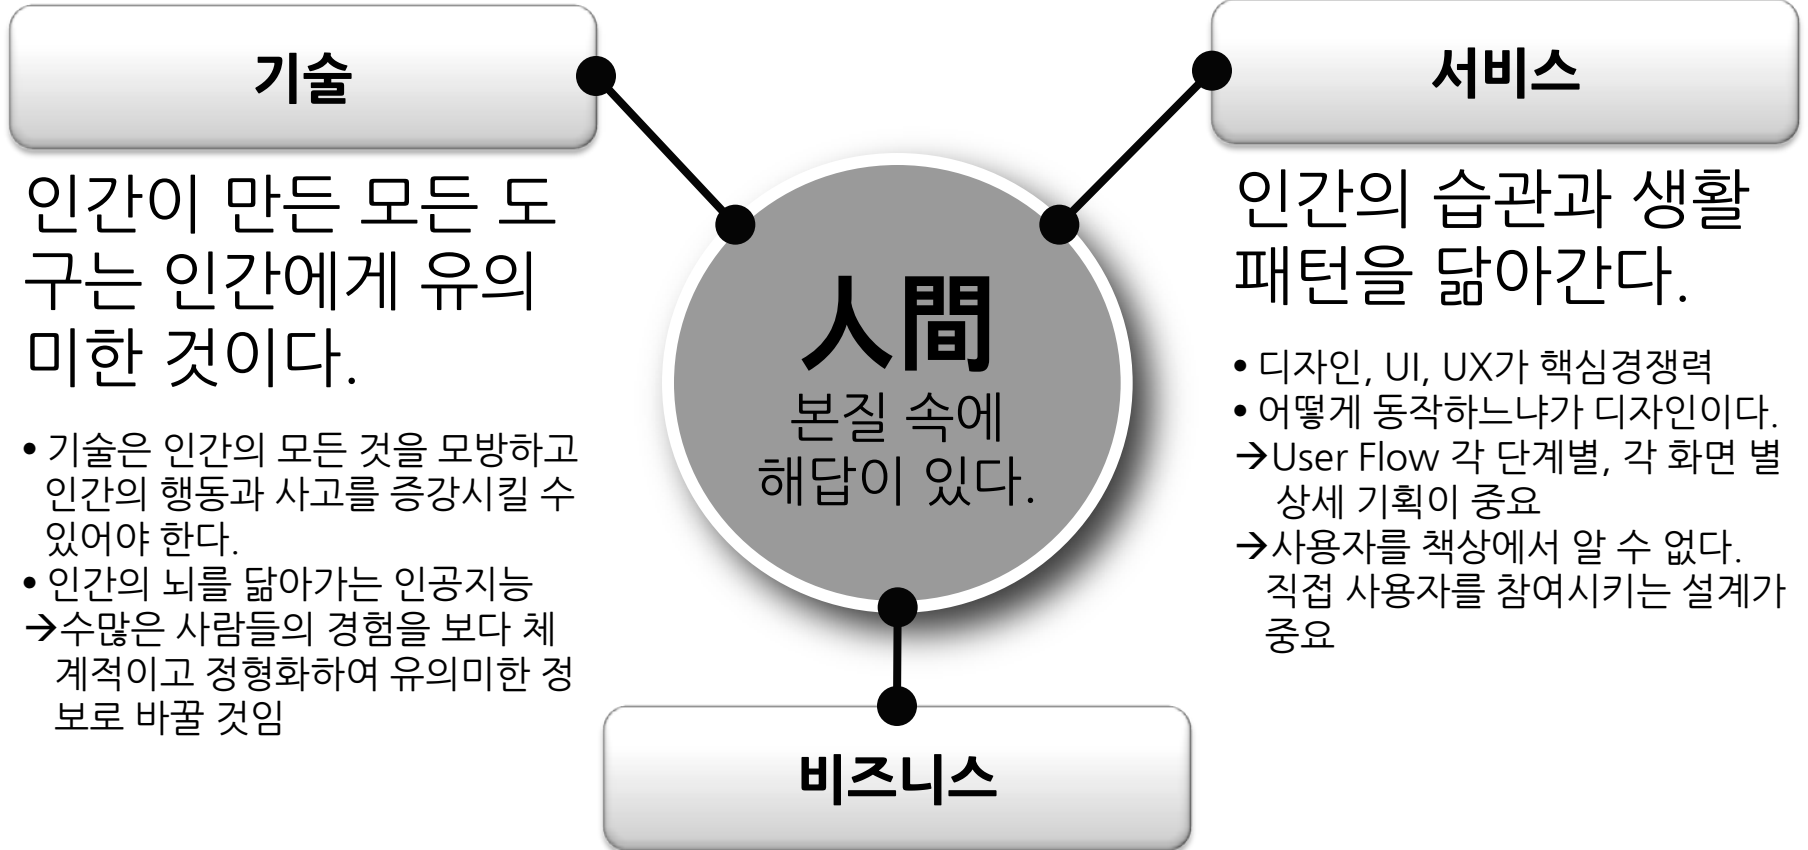 기술
인간이 만든 모든 도
구는 인간에게 유의
미한 것이다.
• 기술은 인간의 모든 것을 모방하고
인간의 행동과 사고를 증강시킬 수
있어야 한다.
• 인간의 뇌를 닮아가는 인공지능
→수많은 사람들의 경험을 보다 체
계적이고 정형화하여 유의미한 정
보로 바꿀 것임
人間
본질 속에
해답이 있다.
서비스
인간의 습관과 생활
패턴을 닮아간다.
• 디자인, UI, UX가 핵심경쟁력
• 어떻게 동작하느냐가 디자인이다.
→User Flow 각 단계별, 각 화면 별
상세 기획이 중요
→사용자를 책상에서 알 수 없다.
직접 사용자를 참여시키는 설계가
중요
비즈니스